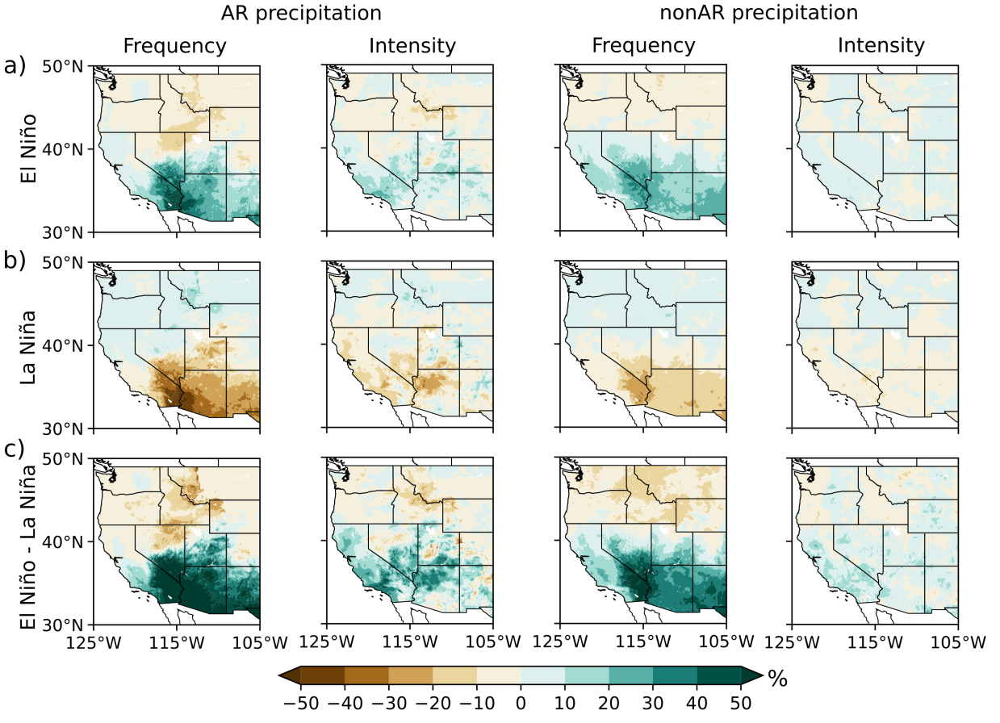 AR precipitation nonAR precipitation
Frequency Intensity Frequency Intensity
a) 50°N
El Niño
40°N
30°N
b) 50°N
La Niña
40°N
30°N
c) 50°N
El Niño - La Niña
40°N
30°N
125°W 115°W 105°W 125°W 115°W 105°W 125°W 115°W 105°W 125°W 115°W 105°W
%
−50 −40 −30 −20 −10 0 10 20 30 40 50